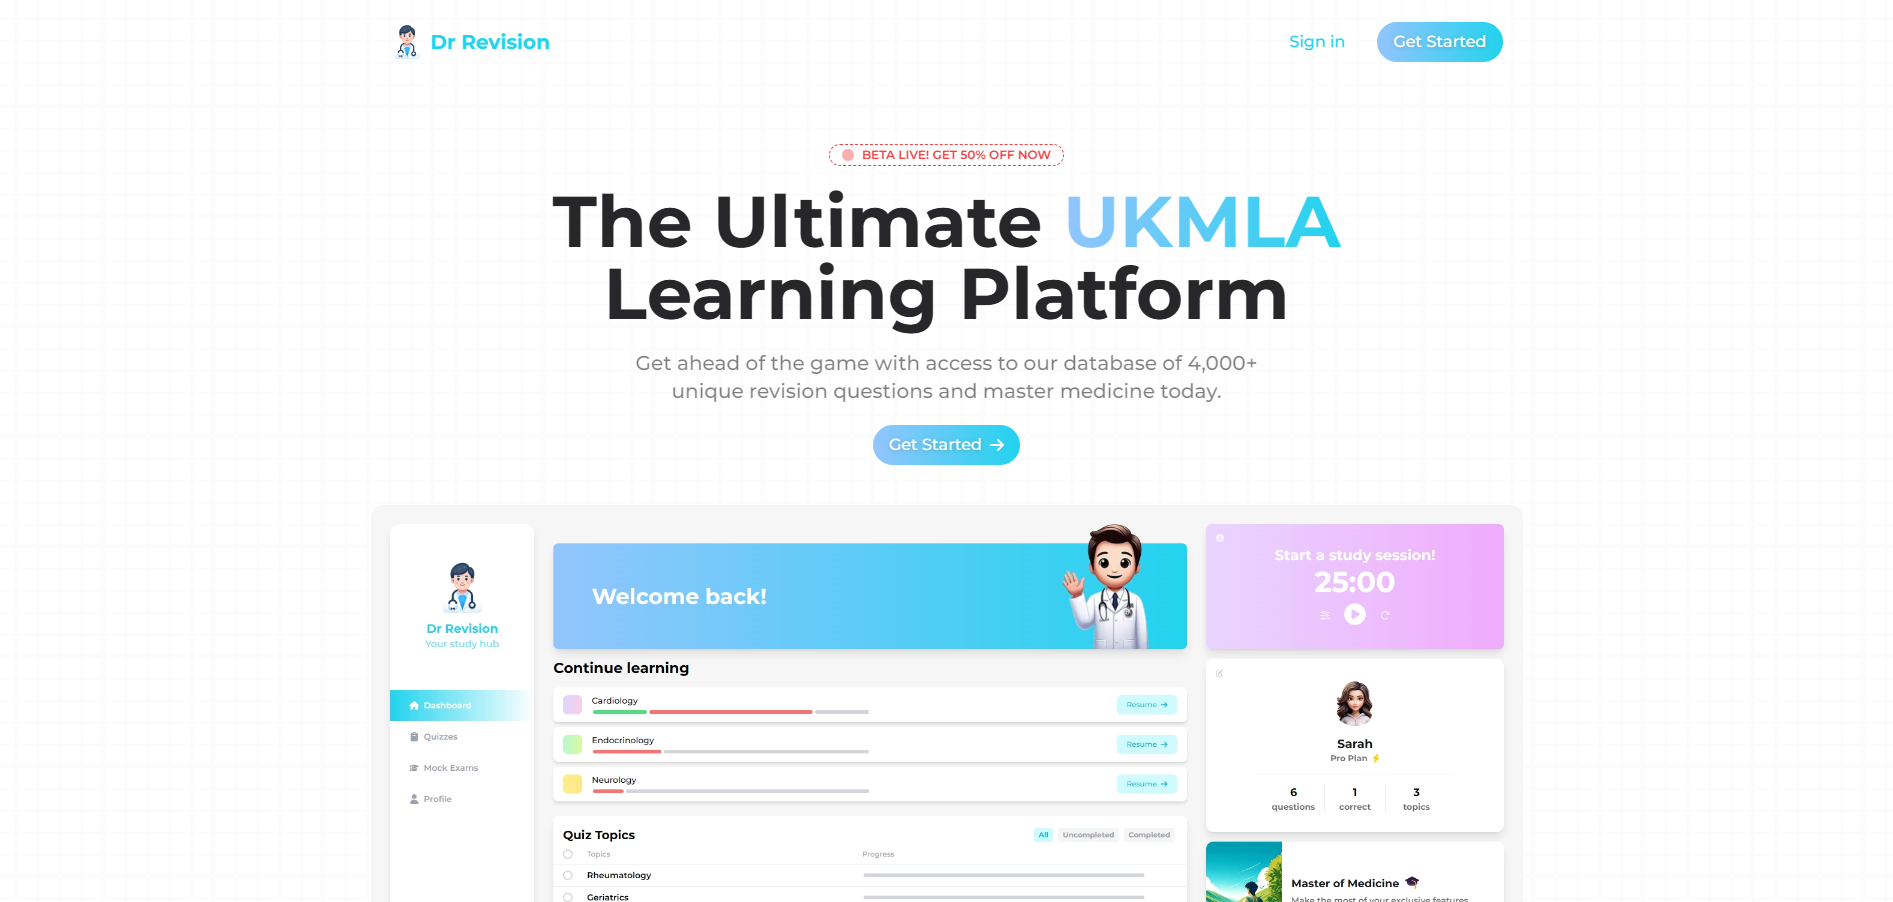 Dr Revision
Sign in
Get Started
BETA LIVE! GET 50% OFF NOW
The Ultimate UKMLA
Learning Platform
Get ahead of the game with access to our database of 4,000+
unique revision questions and master medicine today.
Get Started
Dr Revision
Your study hub
Dashboard
Quizzes
Mock Exams
Profile
Welcome back!
Continue learning
Cardiology
Resume
Endocrinology
Resume
Neurology
Resume
Quiz Topics
All
Uncompleted
Completed
Topics
Progress
Rheumatology
Geriatrics
Start a study session!
25:00
Sarah
Pro Plan
6
questions
1
correct
3
topics
Master of Medicine
Make the most of your exclusive features